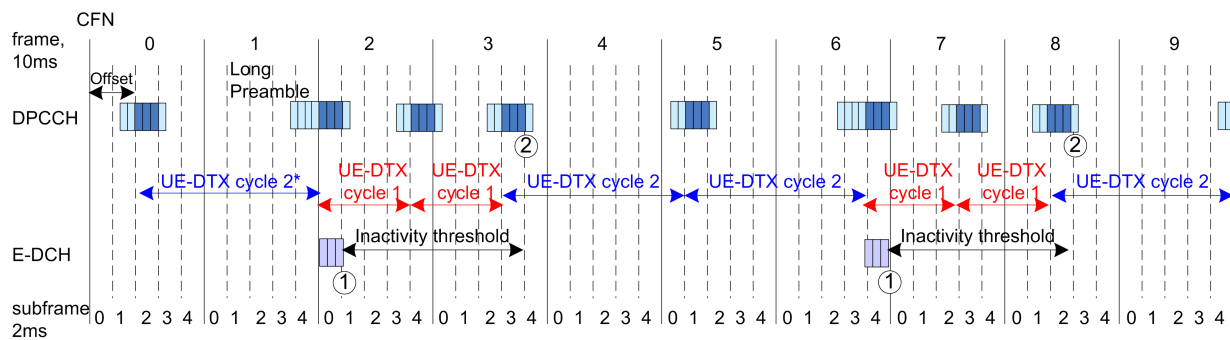 CFN
frame,
10ms
0 1 2 3 4 5 6 7 8 9
Offset
Long
Preamble
DPCCH
2
2
UE-DTX cycle 2*
UE-DTX
cycle 1
UE-DTX
cycle 1
UE-DTX cycle 2
UE-DTX cycle 2
UE-DTX
cycle 1
UE-DTX
cycle 1
UE-DTX cycle 2
E-DCH
Inactivity threshold
Inactivity threshold
1
1
subframe
2ms
0 1 2 3 4 0 1 2 3 4 0 1 2 3 4 0 1 2 3 4 0 1 2 3 4 0 1 2 3 4 0 1 2 3 4 0 1 2 3 4 0 1 2 3 4 0 1 2 3 4